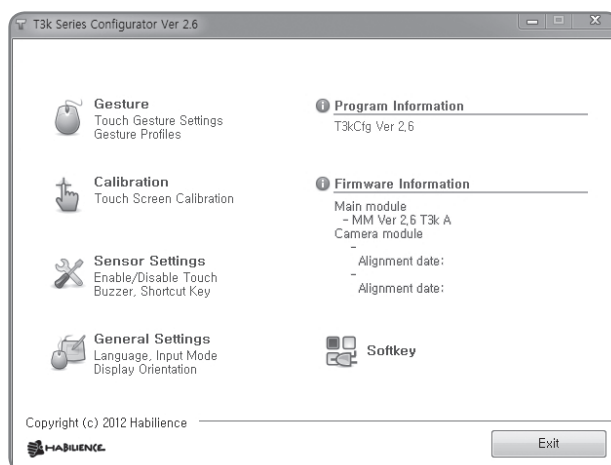 T3k Series Configurator Ver 2.6
Gesture
Touch Gesture Settings
Gesture Profiles
Calibration
Touch Screen Calibration
Sensor Settings
Enable/Disable Touch
Buzzer, Shortcut Key
General Settings
Language, Input Mode
Display Orientation
Program Information
T3kCfg Ver 2,6
Firmware Information
Main module
- MM Ver 2,6 T3k A
Camera module
-
Alignment date:
-
Alignment date:
Softkey
Copyright (c) 2012 Habilience
HABILIENCE
Exit